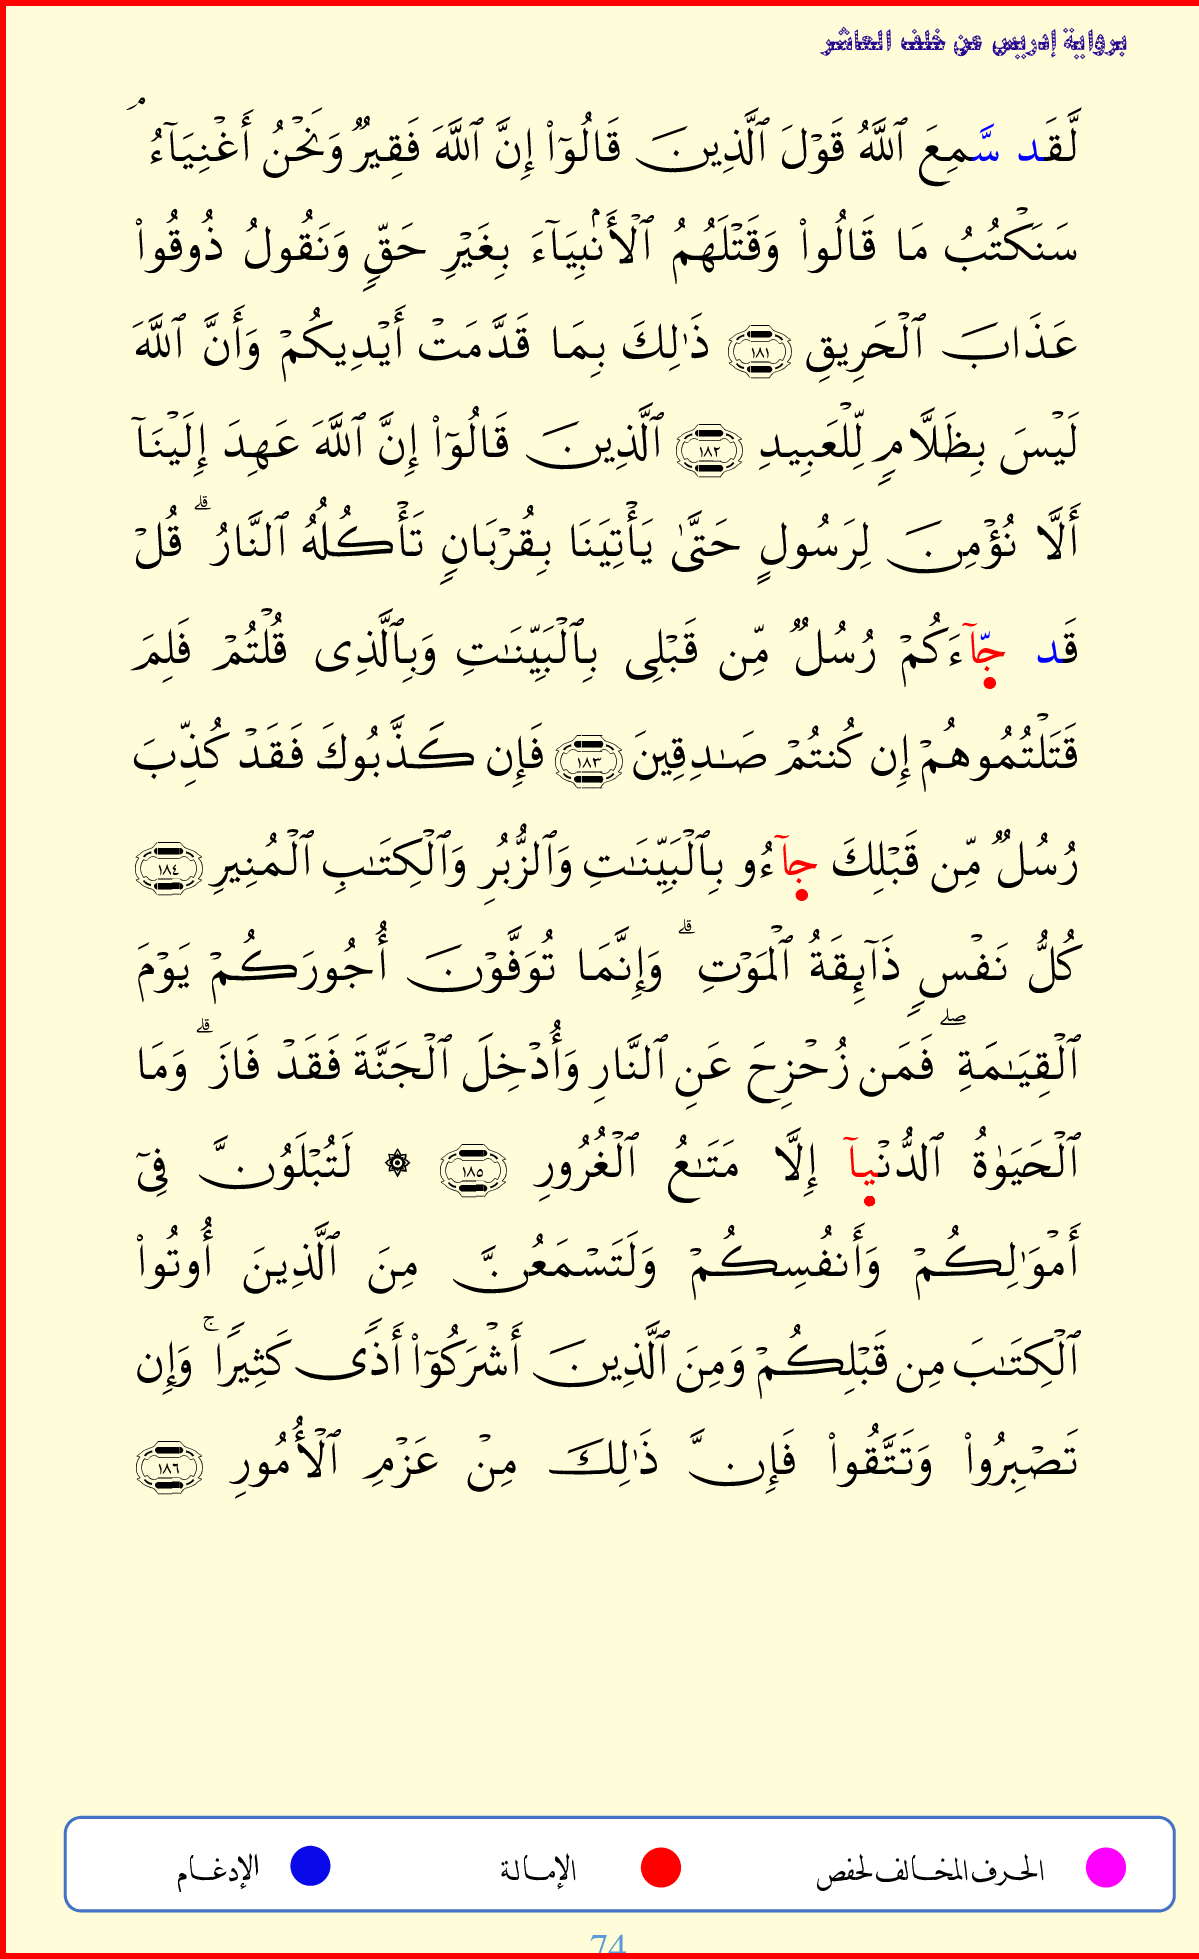 برواية إدريس عن خلف العاشر
لَّقَد سَّمِعَ ٱللَّهُ قَوْلَ ٱلَّذِينَ قَالُوٓا۟ إِنَّ ٱللَّهَ فَقِيرٌ وَنَحْنُ أَغْنِيَآءُ ۘ
سَنَكْتُبُ مَا قَالُوا۟ وَقَتْلَهُمُ ٱلْأَنۢبِيَآءَ بِغَيْرِ حَقٍّ وَنَقُولُ ذُوقُوا۟
عَذَابَ ٱلْحَرِيقِ ١٨١ ذَٰلِكَ بِمَا قَدَّمَتْ أَيْدِيكُمْ وَأَنَّ ٱللَّهَ
لَيْسَ بِظَلَّامٍ لِّلْعَبِيدِ ١٨٢ ٱلَّذِينَ قَالُوٓا۟ إِنَّ ٱللَّهَ عَهِدَ إِلَيْنَآ
أَلَّا نُؤْمِنَ لِرَسُولٍ حَتَّىٰ يَأْتِيَنَا بِقُرْبَانٍ تَأْكُلُهُ ٱلنَّارُ ۗ قُلْ
قَد جَّآءَكُمْ رُسُلٌ مِّن قَبْلِى بِٱلْبَيِّنَـٰتِ وَبِٱلَّذِى قُلْتُمْ فَلِمَ
قَتَلْتُمُوهُمْ إِن كُنتُمْ صَـٰدِقِينَ ١٨٣ فَإِن كَذَّبُوكَ فَقَدْ كُذِّبَ
رُسُلٌ مِّن قَبْلِكَ جآءُو بِٱلْبَيِّنَـٰتِ وَٱلزُّبُرِ وَٱلْكِتَـٰبِ ٱلْمُنِيرِ ١٨٤
كُلُّ نَفْسٍ ذَآئِقَةُ ٱلْمَوْتِ ۗ وَإِنَّمَا تُوَفَّوْنَ أُجُورَكُمْ يَوْمَ
ٱلْقِيَـٰمَةِ ۖ فَمَن زُحْزِحَ عَنِ ٱلنَّارِ وَأُدْخِلَ ٱلْجَنَّةَ فَقَدْ فَازَ ۗ وَمَا
ٱلْحَيَوٰةُ ٱلدُّنْيآ إِلَّا مَتَـٰعُ ٱلْغُرُورِ ١٨٥ ۞ لَتُبْلَوُنَّ فِىٓ
أَمْوَٰلِكُمْ وَأَنفُسِكُمْ وَلَتَسْمَعُنَّ مِنَ ٱلَّذِينَ أُوتُوا۟
ٱلْكِتَـٰبَ مِن قَبْلِكُمْ وَمِنَ ٱلَّذِينَ أَشْرَكُوٓا۟ أَذًى كَثِيرًا ۚ وَإِن
تَصْبِرُوا۟ وَتَتَّقُوا۟ فَإِنَّ ذَٰلِكَ مِنْ عَزْمِ ٱلْأُمُورِ ١٨٦
الحرف المخالف لحفص الإمالة الإدغام
74